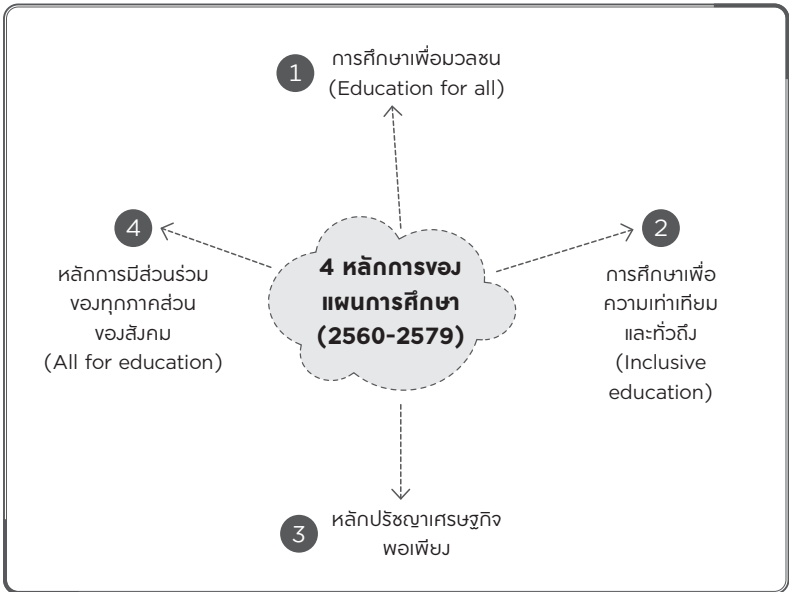 1
การศึกษาเพื่อมวลชน
(Education for all)
4 หลักการของ
แผนการศึกษา
(2560-2579)
2
การศึกษาเพื่อ
ความเท่าเทียม
และทั่วถึง
(Inclusive
education)
3
หลักปรัชญาเศรษฐกิจ
พอเพียง
4
หลักการมีส่วนร่วม
ของทุกภาคส่วน
ของสังคม
(All for education)